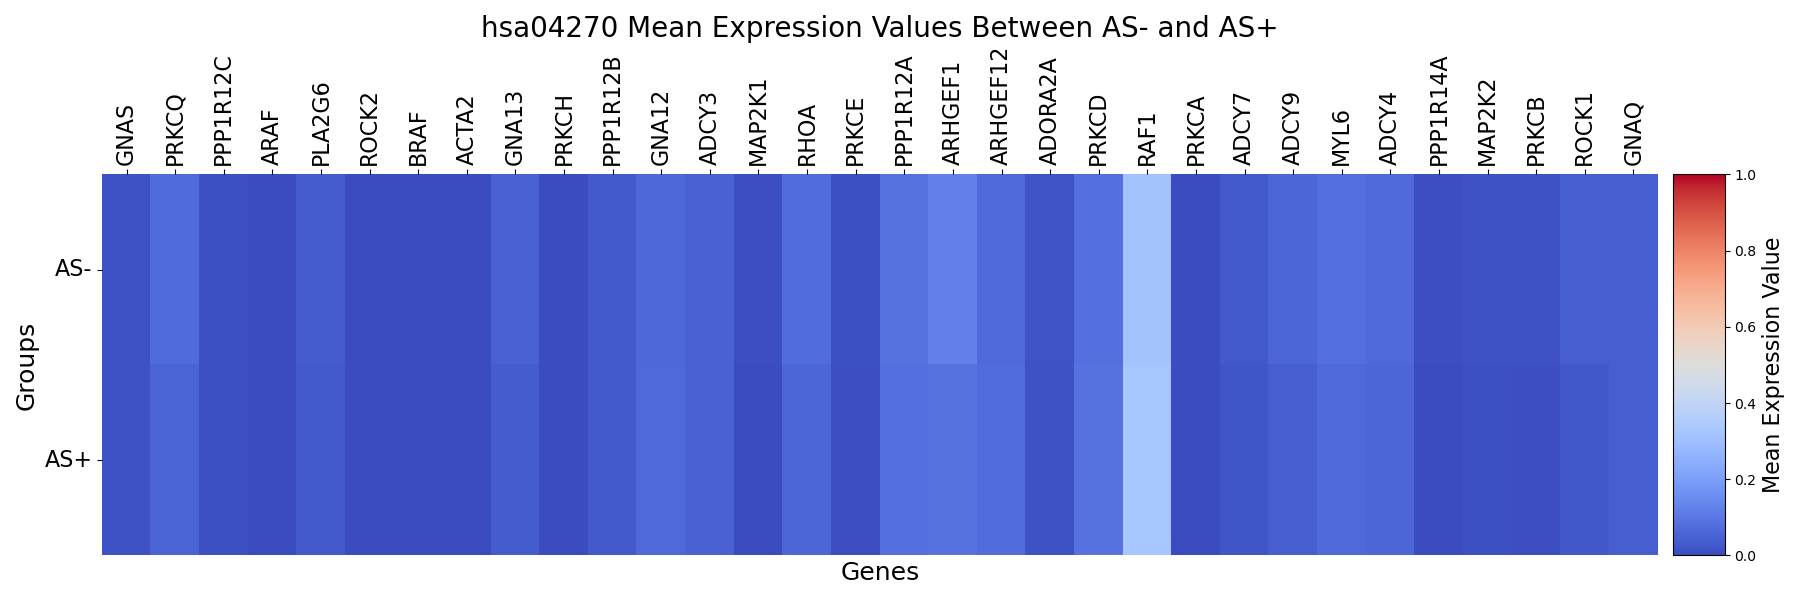 hsa04270 Mean Expression Values Between AS- and AS+
GNAS
PRKCQ
PPP1R12C
ARAF
PLA2G6
ROCK2
BRAF
ACTA2
GNA13
PRKCH
PPP1R12B
GNA12
ADCY3
MAP2K1
RHOA
PRKCE
PPP1R12A
ARHGEF1
ARHGEF12
ADORA2A
PRKCD
RAF1
PRKCA
ADCY7
ADCY9
MYL6
ADCY4
PPP1R14A
MAP2K2
PRKCB
ROCK1
GNAQ
Groups
AS-
AS+
Genes
1.0
0.8
0.6
0.4
0.2
0.0
Mean Expression Value